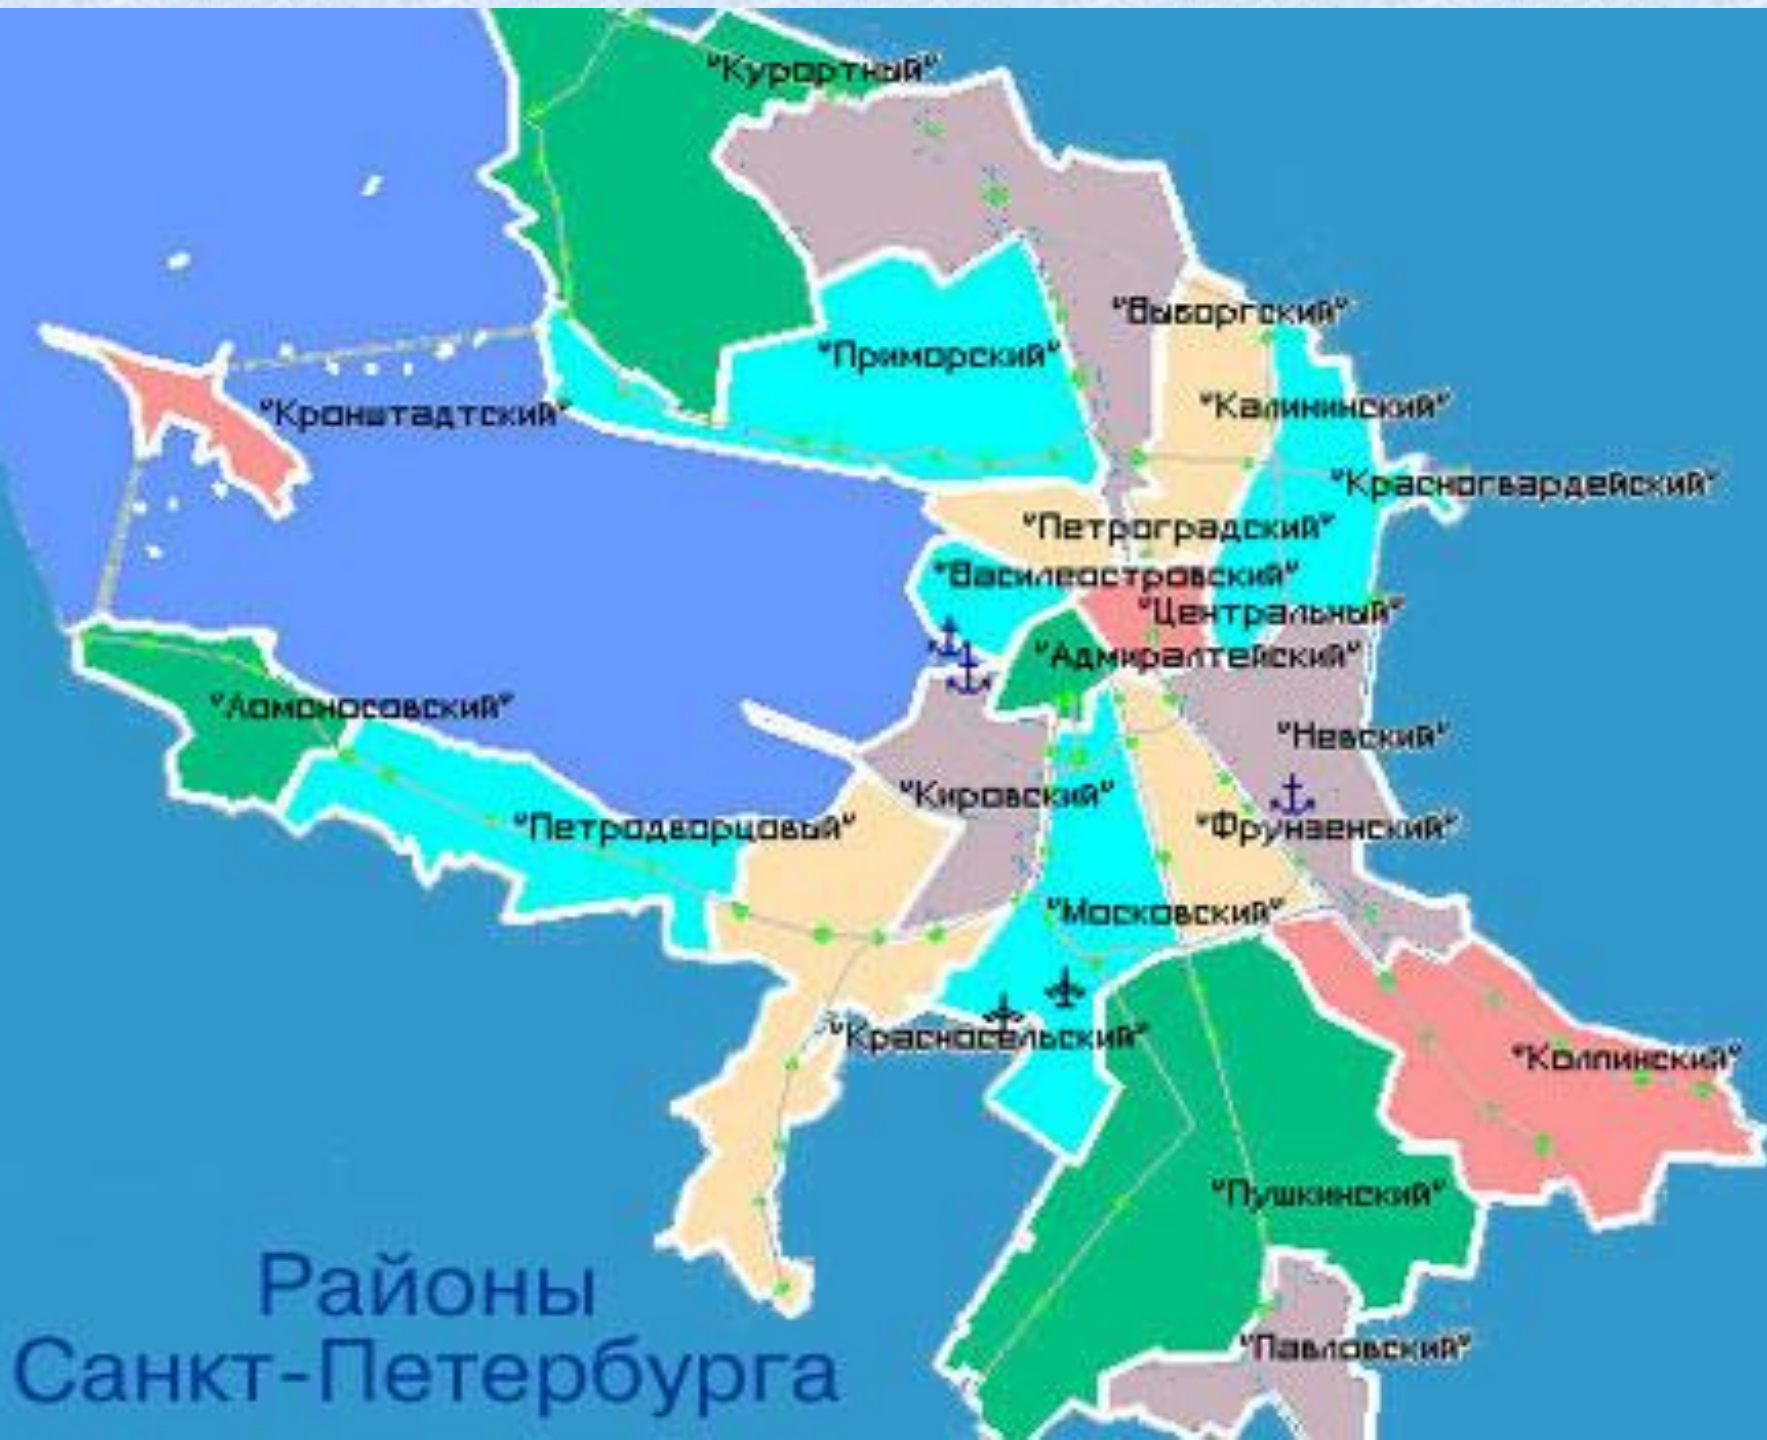 "Курортный"
"Выборгский"
"Приморский"
"Калининский"
"Кронштадтский"
"Красногвардейский"
"Петроградский"
"Василеостровский"
"Центральный"
"Адмиралтейский"
"Ломоносовский"
"Невский"
"Кировский"
"Петродворцовый"
"Фрунзенский"
"Московский"
"Красносельский"
"Колпинский"
"Пушкинский"
"Павловский"
Районы
Санкт-Петербурга